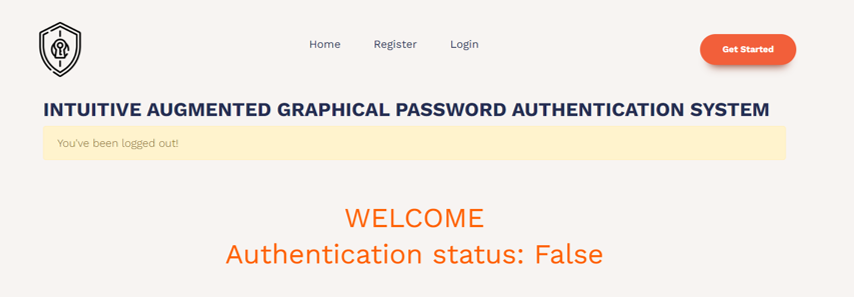 Home Register Login Get Started
INTUITIVE AUGMENTED GRAPHICAL PASSWORD AUTHENTICATION SYSTEM
You've been logged out!
WELCOME
Authentication status: False